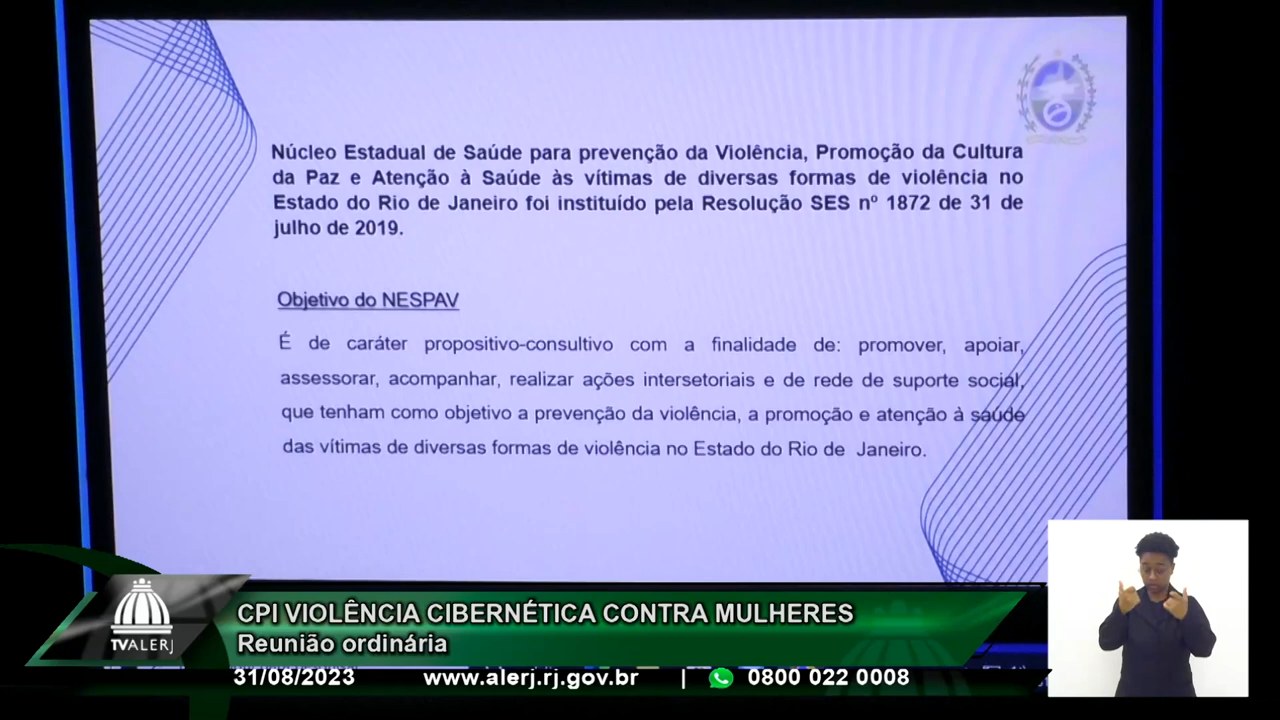 Núcleo Estadual de Saúde para prevenção da Violência, Promoção da Cultura
da Paz e Atenção à Saúde às vítimas de diversas formas de violência no
Estado do Rio de Janeiro foi instituído pela Resolução SES nº 1872 de 31 de
julho de 2019.
Objetivo do NESPAV
É de caráter propositivo-consultivo com a finalidade de: promover, apoiar,
assessorar, acompanhar, realizar ações intersetoriais e de rede de suporte social,
que tenham como objetivo a prevenção da violência, a promoção e atenção à saúde
das vítimas de diversas formas de violência no Estado do Rio de Janeiro.
TVALERJ
CPI VIOLÊNCIA CIBERNÉTICA CONTRA MULHERES
Reunião ordinária
31/08/2023 www.alerj.rj.gov.br | 0800 022 0008